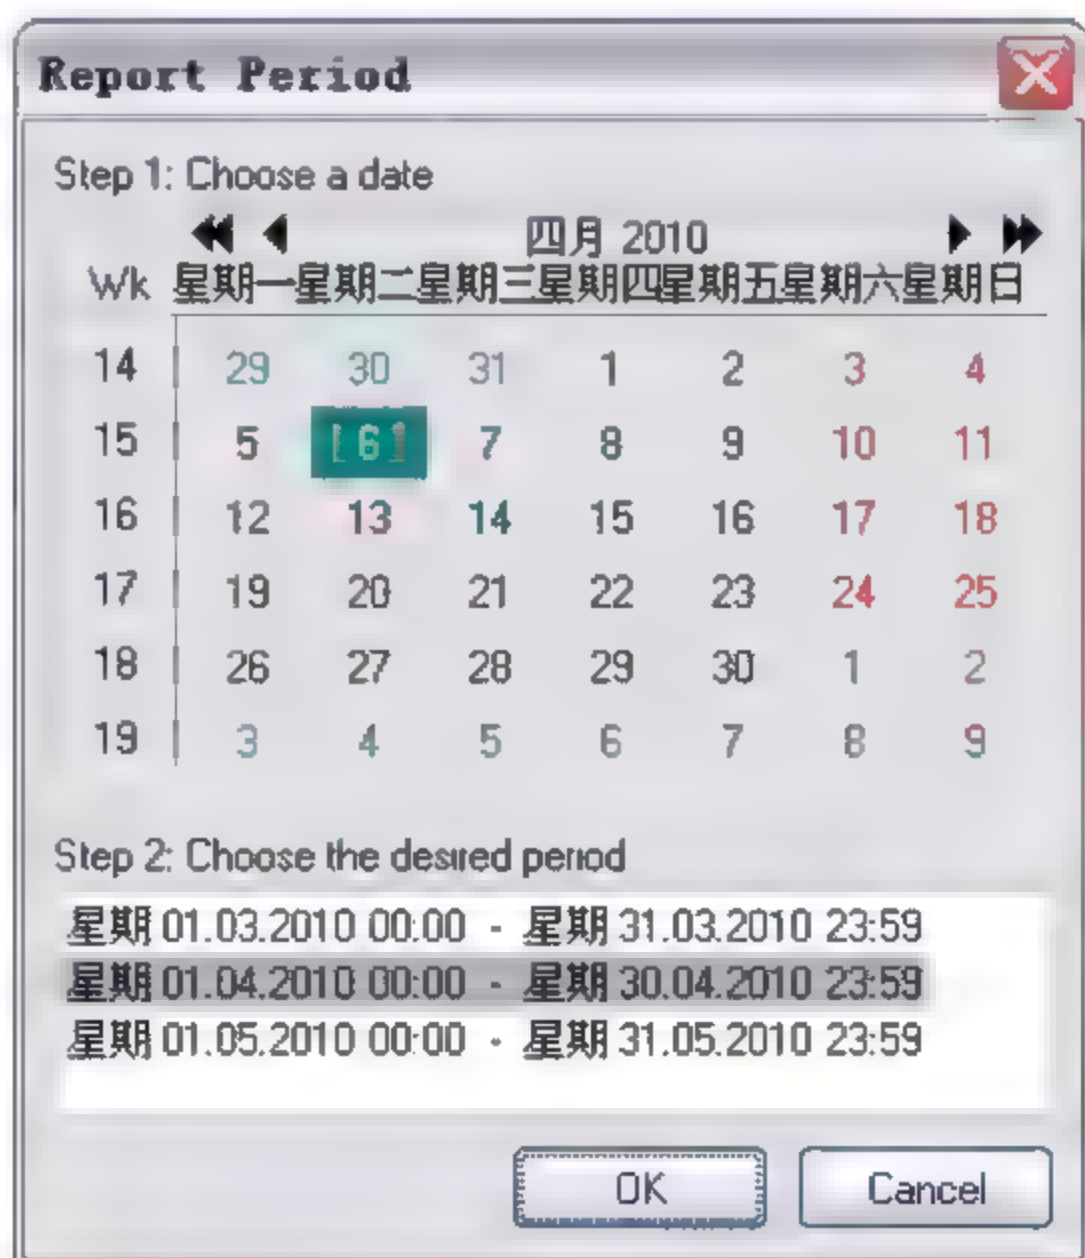 Report Period
Step 1: Choose a date
四月 2010
Wk 星期一 星期二 星期三 星期四 星期五 星期六 星期日
14 29 30 31 1 2 3 4
15 5 [6] 7 8 9 10 11
16 12 13 14 15 16 17 18
17 19 20 21 22 23 24 25
18 26 27 28 29 30 1 2
19 3 4 5 6 7 8 9
Step 2: Choose the desired period
星期 01.03.2010 00:00 - 星期 31.03.2010 23:59
星期 01.04.2010 00:00 - 星期 30.04.2010 23:59
星期 01.05.2010 00:00 - 星期 31.05.2010 23:59
OK Cancel